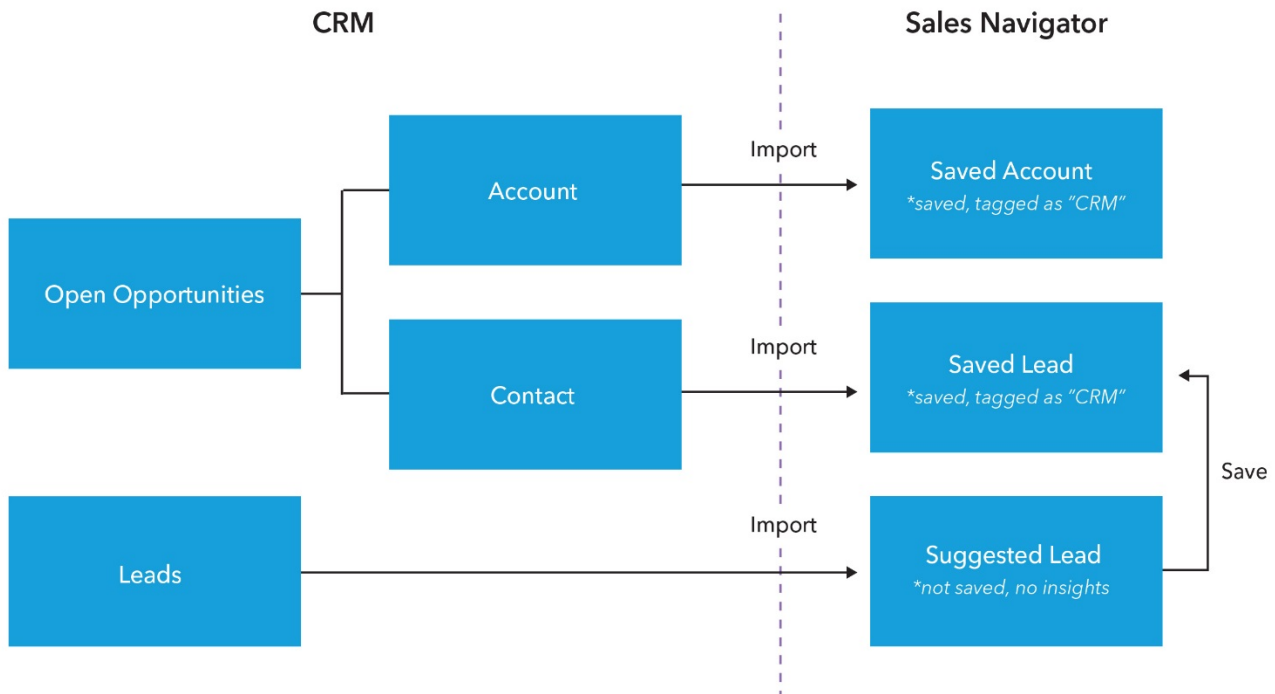 CRM
Sales Navigator
Import
Account
Saved Account
*saved, tagged as "CRM"
Open Opportunities
Import
Contact
Saved Lead
*saved, tagged as "CRM"
Save
Import
Leads
Suggested Lead
*not saved, no insights